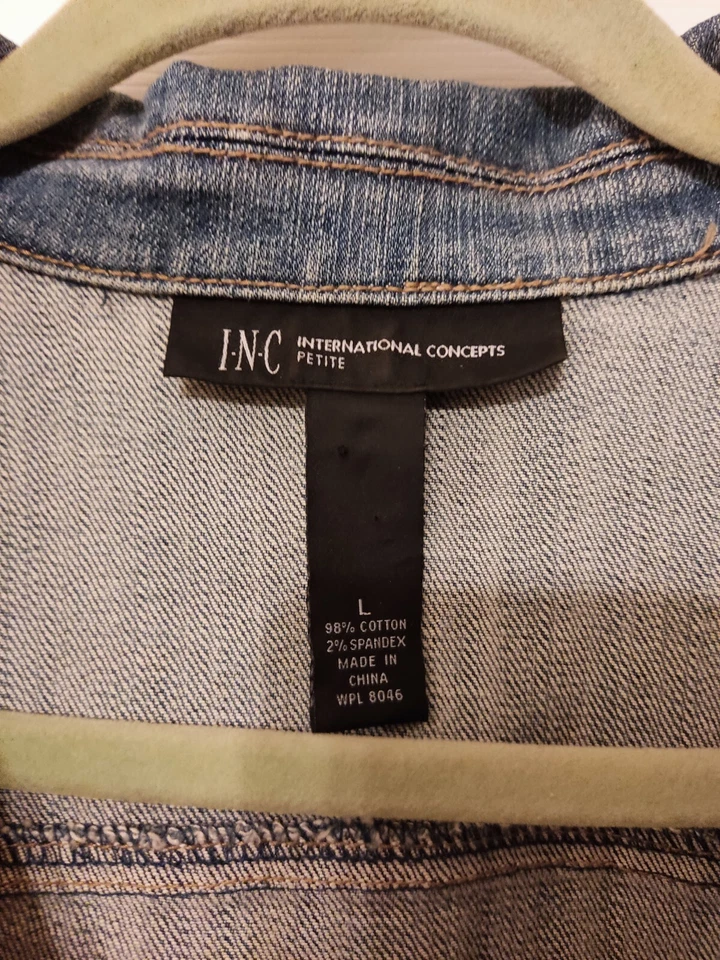 I·N·C INTERNATIONAL CONCEPTS
PETITE
L
98% COTTON
2% SPANDEX
MADE IN
CHINA
WPL 8046